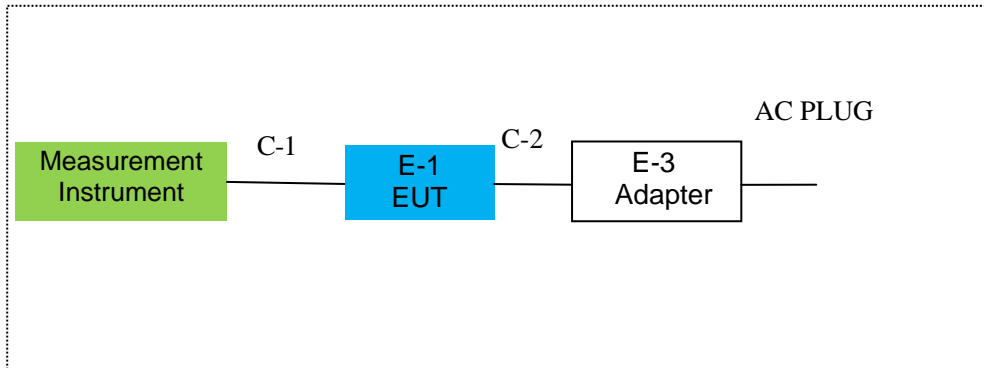 AC PLUG
C-1
C-2
Measurement
Instrument
E-1
EUT
E-3
Adapter